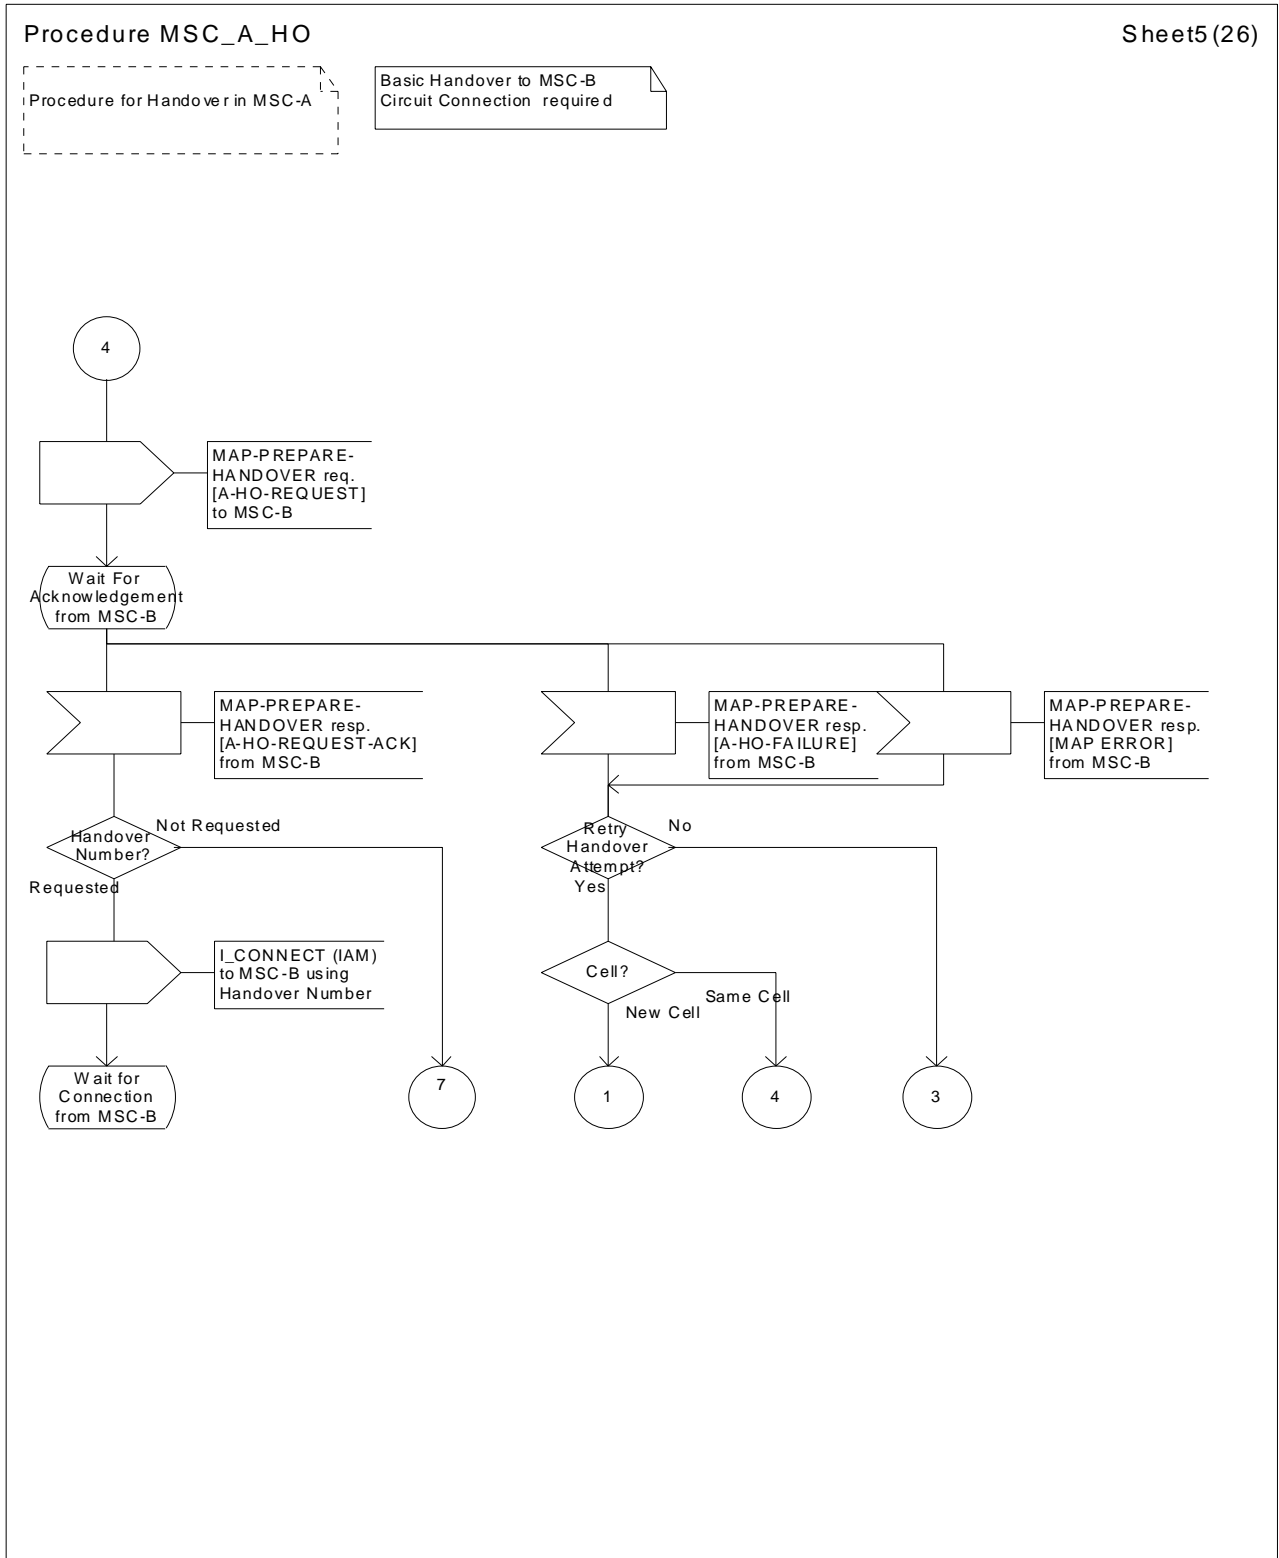 Procedure MSC_A_HO
Sheet5(26)
Procedure for Handover in MSC-A
Basic Handover to MSC-B
Circuit Connection required
4
MAP-PREPARE-
HANDOVER req.
[A-HO-REQUEST]
to MSC-B
Wait For
Acknowledgement
from MSC-B
MAP-PREPARE-
HANDOVER resp.
[A-HO-REQUEST-ACK]
from MSC-B
MAP-PREPARE-
HANDOVER resp.
[A-HO-FAILURE]
from MSC-B
MAP-PREPARE-
HANDOVER resp.
[MAP ERROR]
from MSC-B
Handover
Number?
Not Requested
Requested
Retry
Handover
Attempt?
No
Yes
I_CONNECT (IAM)
to MSC-B using
Handover Number
Cell?
Same Cell
New Cell
Wait for
Connection
from MSC-B
7
1
4
3